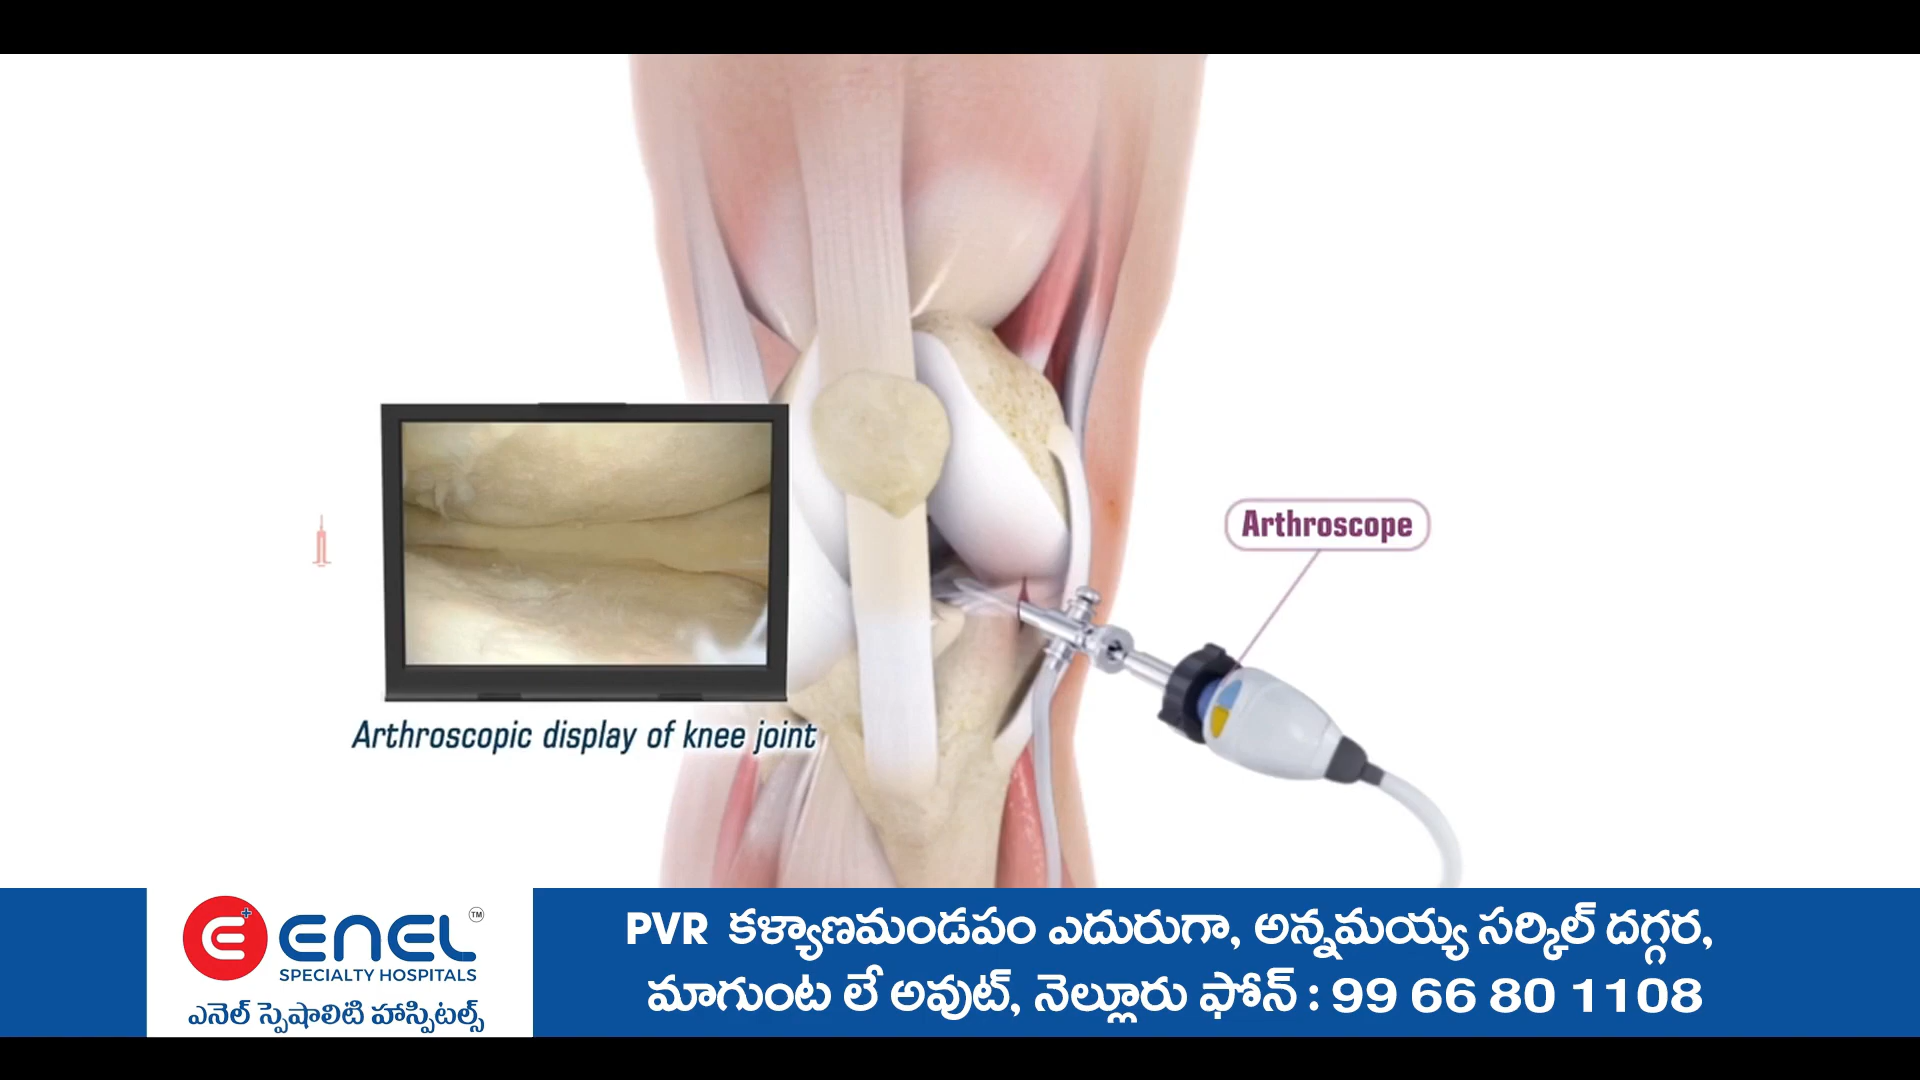 Arthroscope
Arthroscopic display of knee joint
ENEL TM
SPECIALTY HOSPITALS
ఎనెల్ స్పెషాలిటి హాస్పిటల్స్
PVR కళ్యాణమండపం ఎదురుగా, అన్నమయ్య సర్కిల్ దగ్గర,
మాగుంట లే అవుట్, నెల్లూరు ఫోన్ : 99 66 80 1108